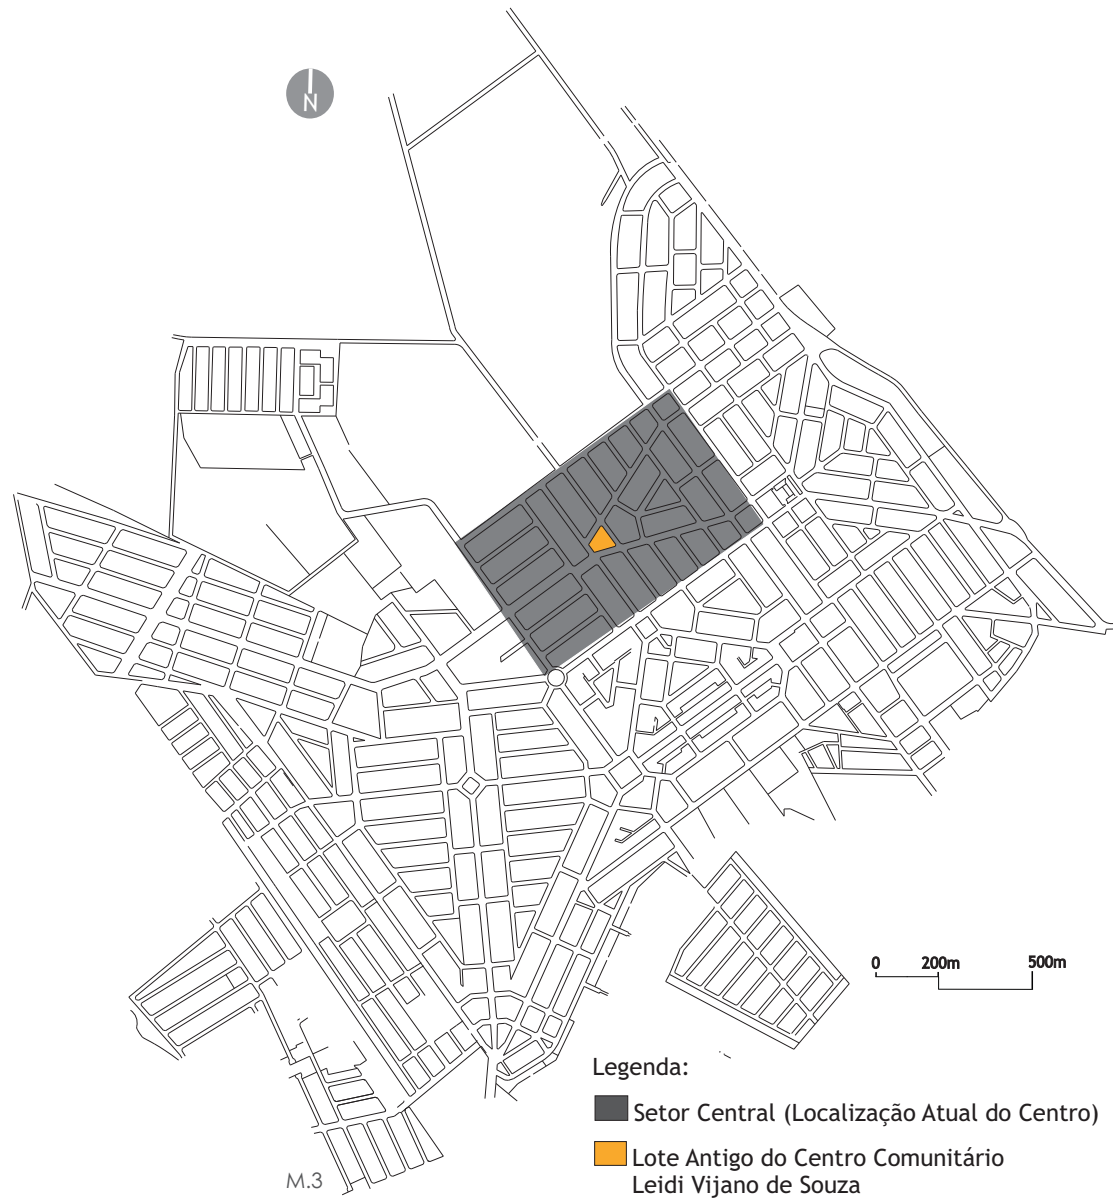 N
0 200m 500m
Legenda:
Setor Central (Localização Atual do Centro)
Lote Antigo do Centro Comunitário
Leidi Vijano de Souza
M.3